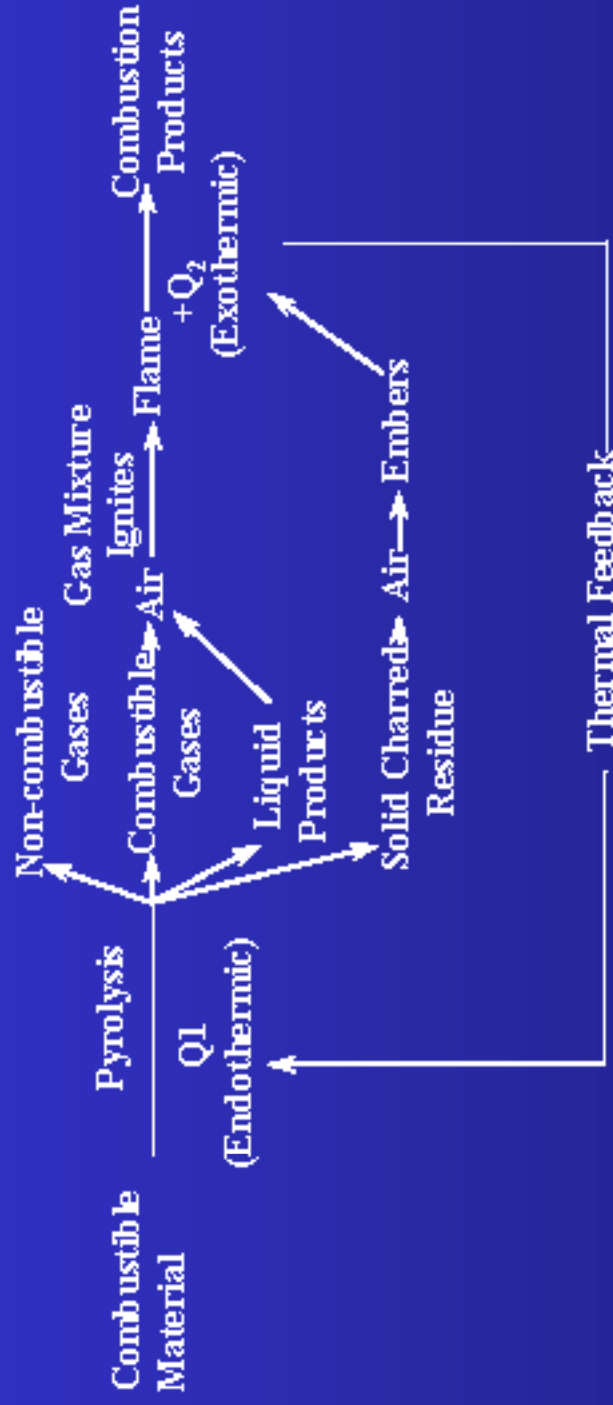 Combustible
Material
Pyrolysis
Q1
(Endothermic)
Non-combustible
Gases
Combustible
Gases
Liquid
Products
Solid Charred
Residue
Gas Mixture
Ignites
Air
Flame
Air
Embers
+Q₂
(Exothermic)
Combustion
Products
Thermal Feedback